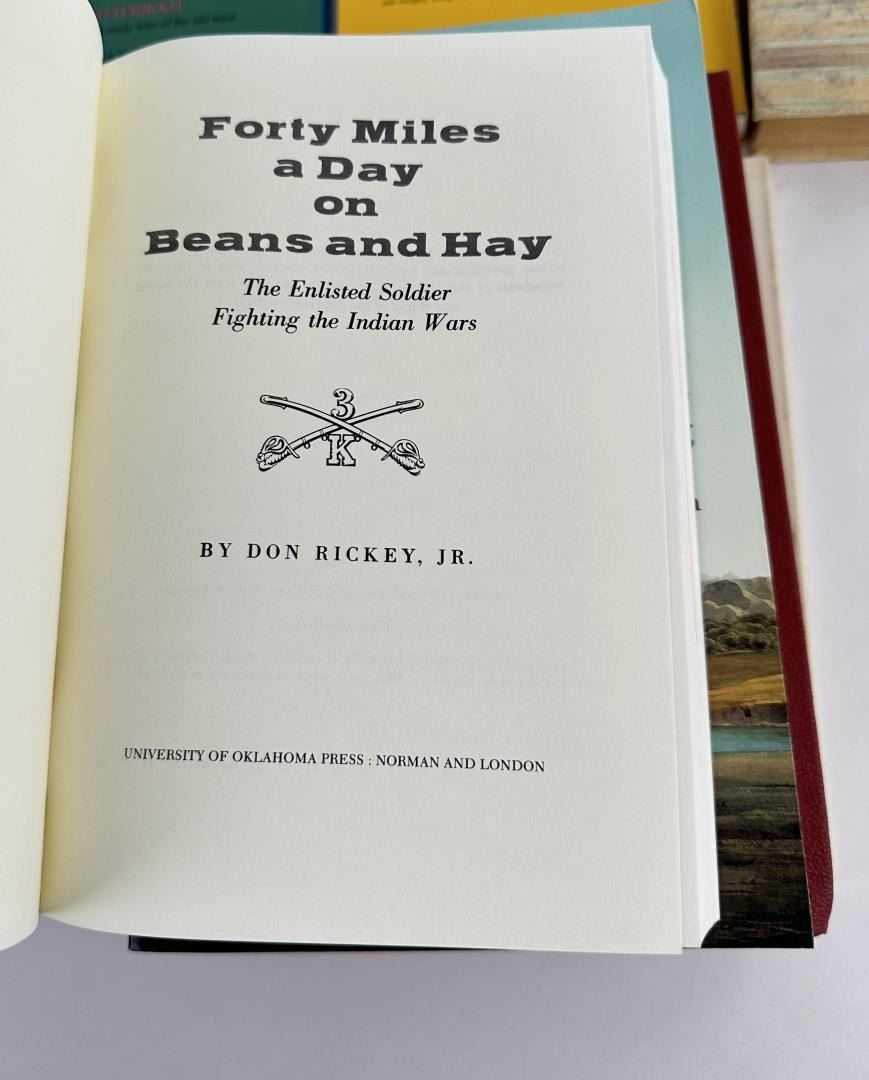 Forty Miles
a Day
on
Beans and Hay
The Enlisted Soldier
Fighting the Indian Wars
3
K
BY DON RICKEY, JR.
UNIVERSITY OF OKLAHOMA PRESS : NORMAN AND LONDON